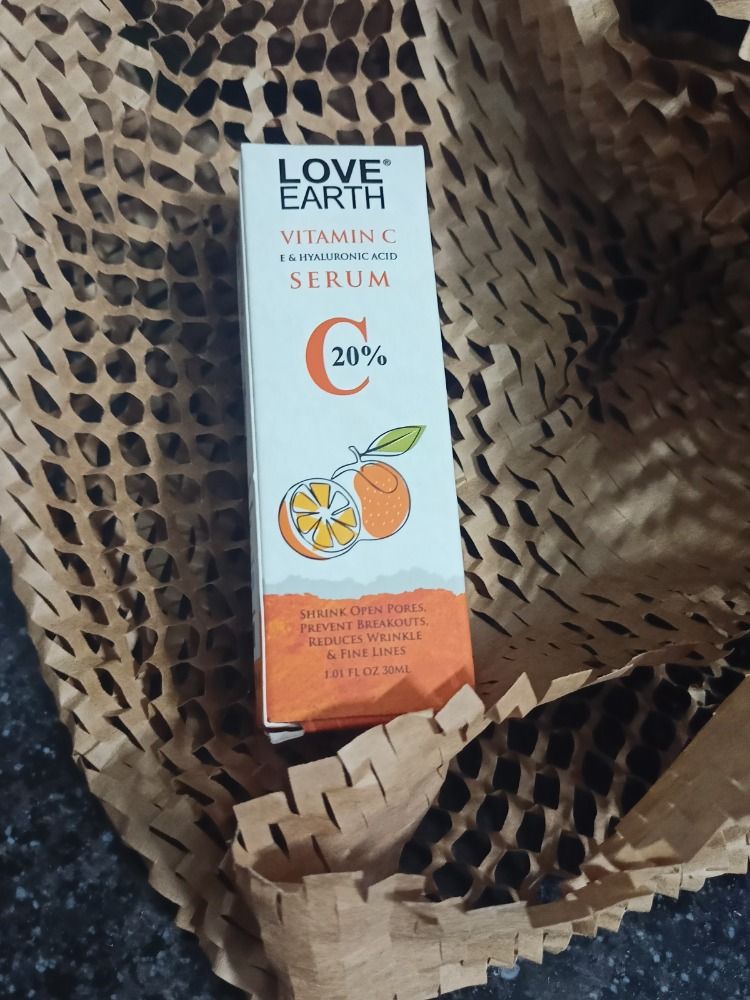 LOVE®
EARTH
VITAMIN C
E & HYALURONIC ACID
SERUM
C 20%
SHRINK OPEN PORES,
PREVENT BREAKOUTS,
REDUCES WRINKLE
& FINE LINES
1.01 FL OZ 30ML